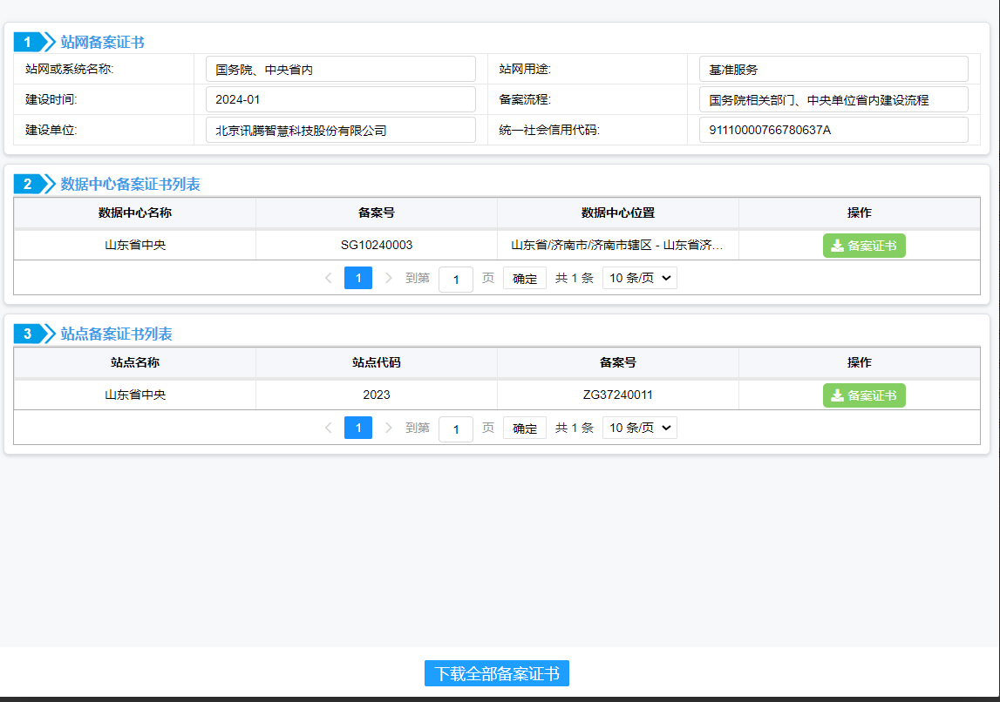 1 站网备案证书
站网或系统名称: 国务院、中央省内 站网用途: 基准服务
建设时间: 2024-01 备案流程: 国务院相关部门、中央单位省内建设流程
建设单位: 北京讯腾智慧科技股份有限公司 统一社会信用代码: 91110000766780637A
2 数据中心备案证书列表
数据中心名称 备案号 数据中心位置 操作
山东省中央 SG10240003 山东省/济南市/济南市辖区 - 山东省济... 备案证书
1 到第 1 页 确定 共 1 条 10 条/页
3 站点备案证书列表
站点名称 站点代码 备案号 操作
山东省中央 2023 ZG37240011 备案证书
1 到第 1 页 确定 共 1 条 10 条/页
下载全部备案证书